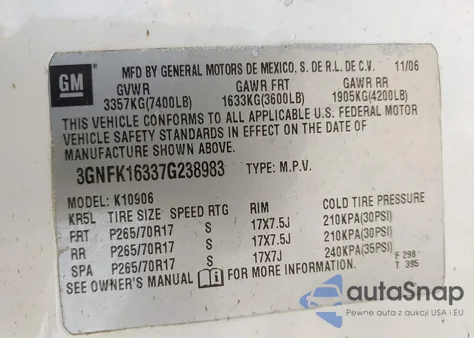 GM
MFD BY GENERAL MOTORS DE MEXICO, S. DE R.L. DE C.V. 11/06
GVWR GAWR FRT GAWR RR
3357KG(7400LB) 1633KG(3600LB) 1905KG(4200LB)
THIS VEHICLE CONFORMS TO ALL APPLICABLE U.S. FEDERAL MOTOR
VEHICLE SAFETY STANDARDS IN EFFECT ON THE DATE OF
MANUFACTURE SHOWN ABOVE.
3GNFK16337G238983 TYPE: M.P.V.
MODEL: K10906
KR5L TIRE SIZE SPEED RTG RIM COLD TIRE PRESSURE
FRT P265/70R17 S 17X7.5J 210KPA(30PSI)
RR P265/70R17 S 17X7.5J 210KPA(30PSI)
SPA P265/70R17 S 17X7J 240KPA(35PSI)
SEE OWNER'S MANUAL FOR MORE INFORMATION
F 298
T 395
autoSnap
Pewne auta z aukcji USA i EU